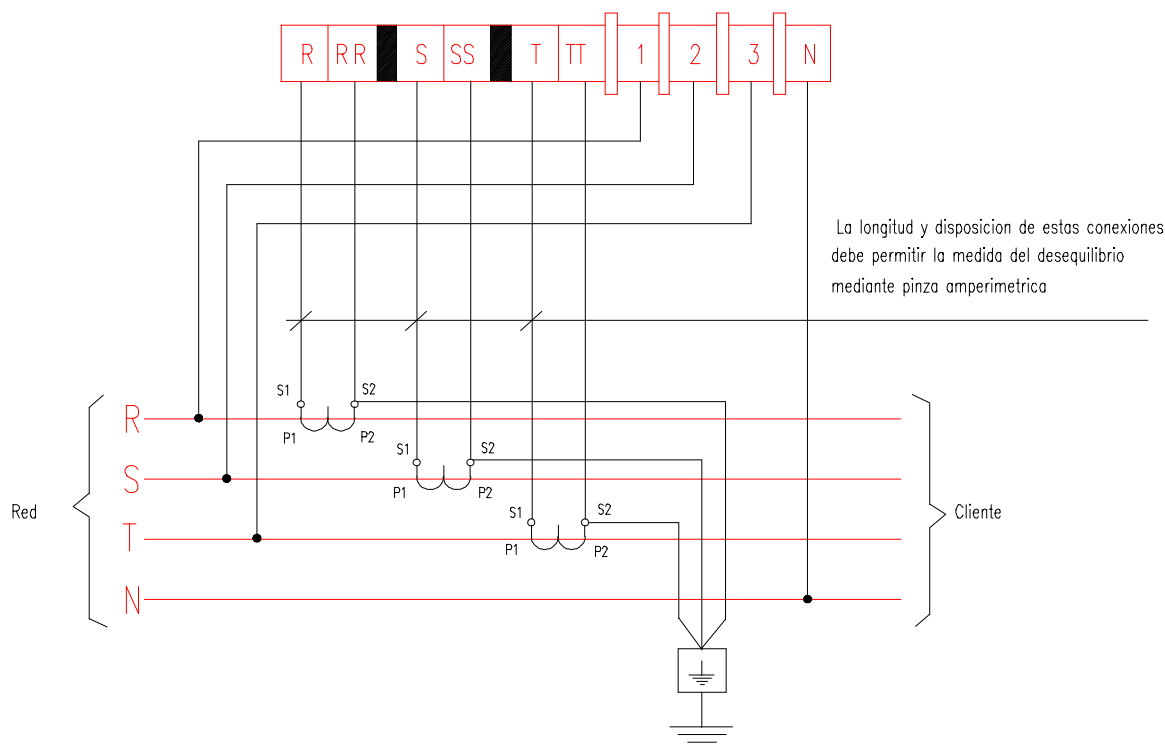 R RR S SS T TT 1 2 3 N
La longitud y disposicion de estas conexiones
debe permitir la medida del desequilibrio
mediante pinza amperimetrica
S1 S2
R
P1 P2
S1 S2
S
P1 P2
Red
S1 S2
Cliente
T
P1 P2
N